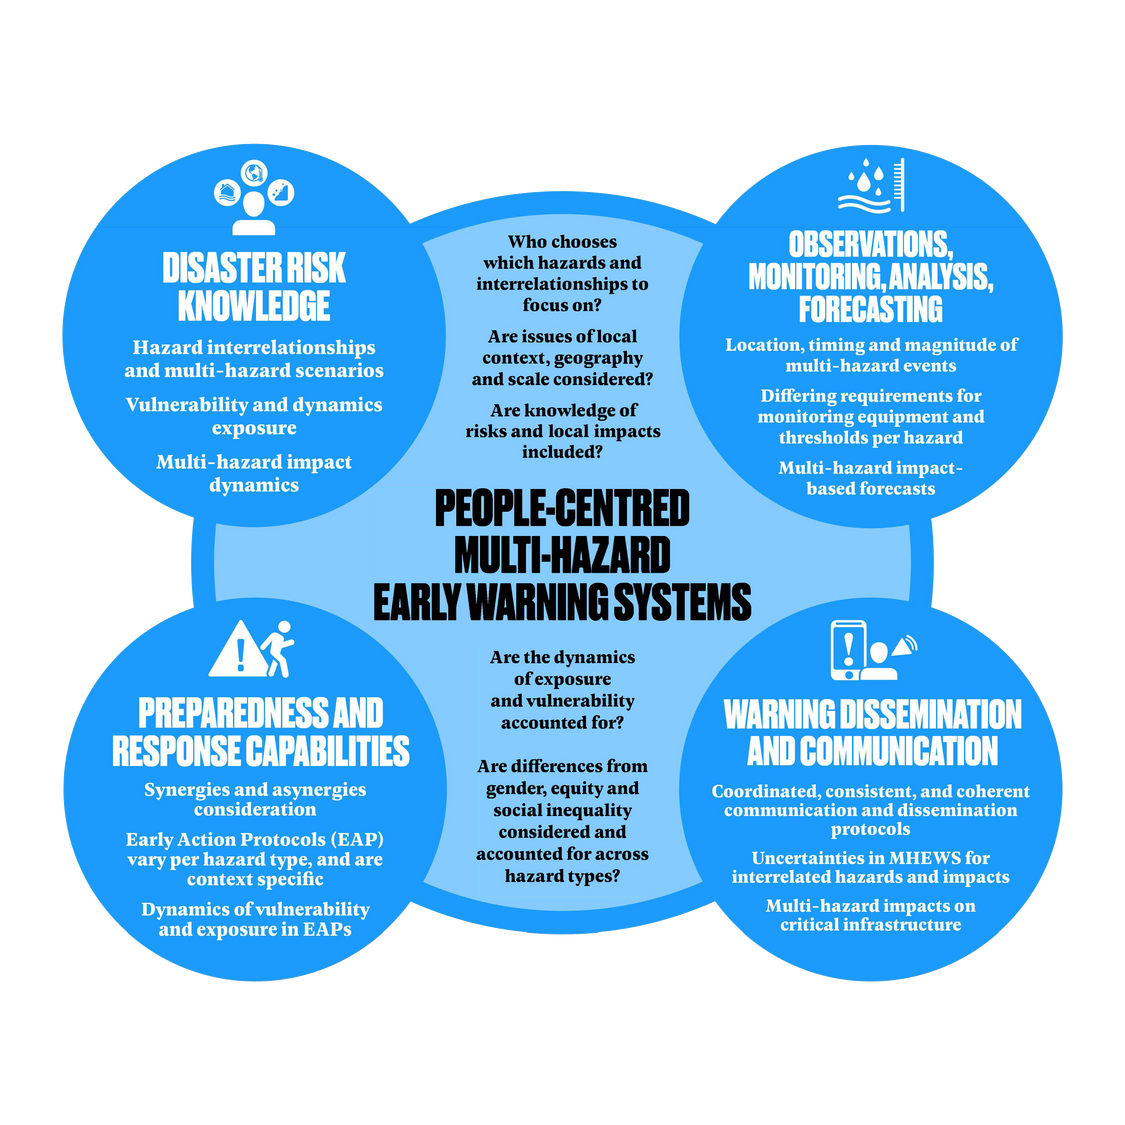 DISASTER RISK
KNOWLEDGE
Hazard interrelationships
and multi-hazard scenarios
Vulnerability and dynamics
exposure
Multi-hazard impact
dynamics
Who chooses
which hazards and
interrelationships to
focus on?
Are issues of local
context, geography
and scale considered?
Are knowledge of
risks and local impacts
included?
OBSERVATIONS,
MONITORING, ANALYSIS,
FORECASTING
Location, timing and magnitude of
multi-hazard events
Differing requirements for
monitoring equipment and
thresholds per hazard
Multi-hazard impact-
based forecasts
PEOPLE-CENTRED
MULTI-HAZARD
EARLY WARNING SYSTEMS
PREPAREDNESS AND
RESPONSE CAPABILITIES
Synergies and asynergies
consideration
Early Action Protocols (EAP)
vary per hazard type, and are
context specific
Dynamics of vulnerability
and exposure in EAPs
Are the dynamics
of exposure
and vulnerability
accounted for?
Are differences from
gender, equity and
social inequality
considered and
accounted for across
hazard types?
WARNING DISSEMINATION
AND COMMUNICATION
Coordinated, consistent, and coherent
communication and dissemination
protocols
Uncertainties in MHEWS for
interrelated hazards and impacts
Multi-hazard impacts on
critical infrastructure